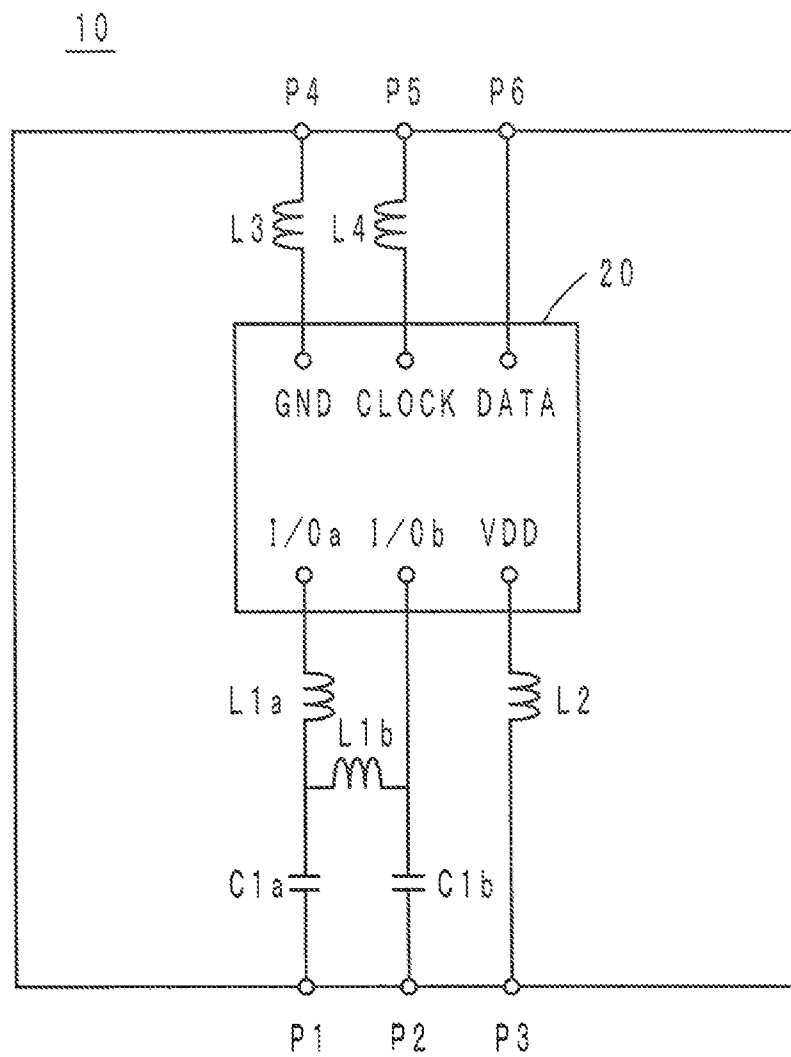 10
P4 P5 P6
L3 L4
20
GND CLOCK DATA
I/Oa I/Ob VDD
L1a L2
L1b
C1a C1b
P1 P2 P3